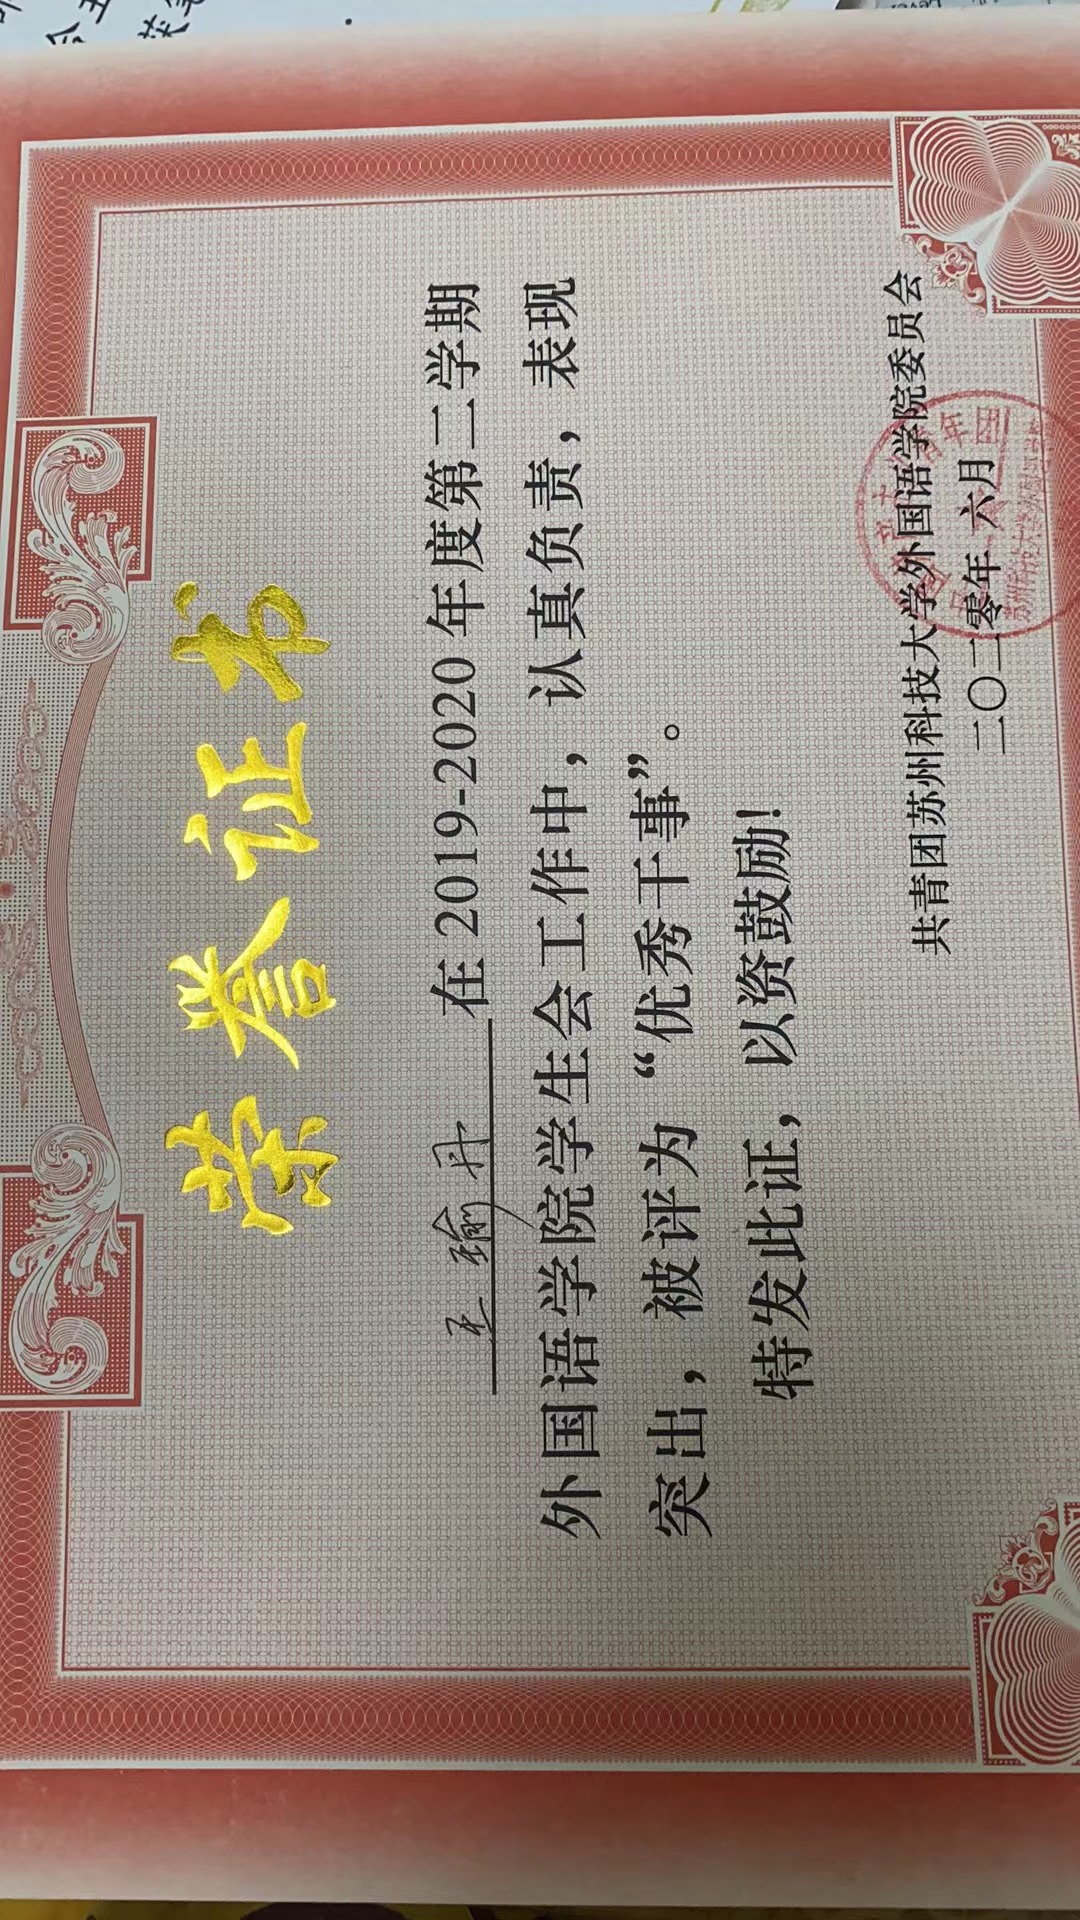 荣誉证书
王瑜丹 在2019-2020年度第二学期
外国语学院学生会工作中，认真负责，表现
突出，被评为“优秀干事”。
特发此证，以资鼓励！
共青团苏州科技大学外国语学院委员会
二〇二零年 六月